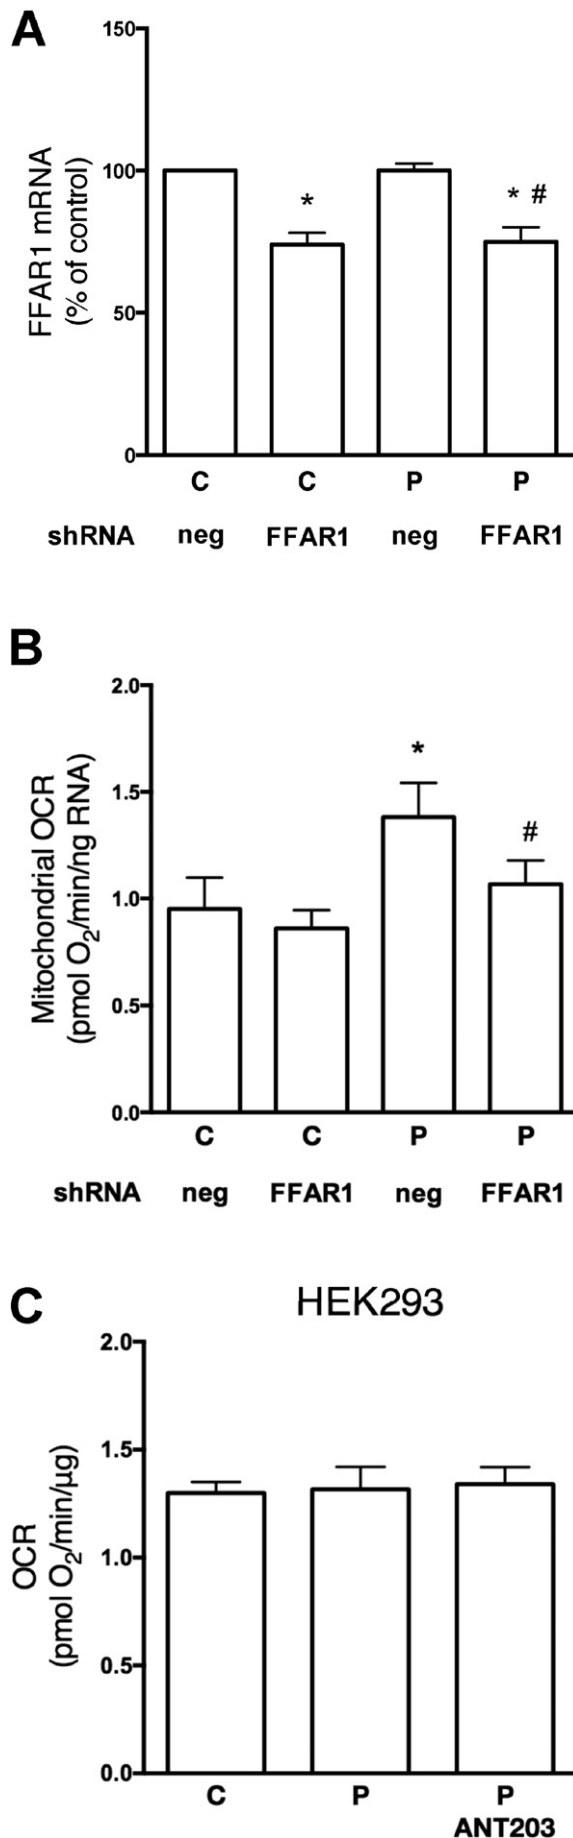 A
150
100
50
0
FFAR1 mRNA
(% of control)
*
* #
C C P P
shRNA neg FFAR1 neg FFAR1
B
2.0
1.5
1.0
0.5
0.0
Mitochondrial OCR
(pmol O2/min/ng RNA)
*
#
C C P P
shRNA neg FFAR1 neg FFAR1
C
HEK293
2.0
1.5
1.0
0.5
0.0
OCR
(pmol O2/min/µg)
C P P
ANT203